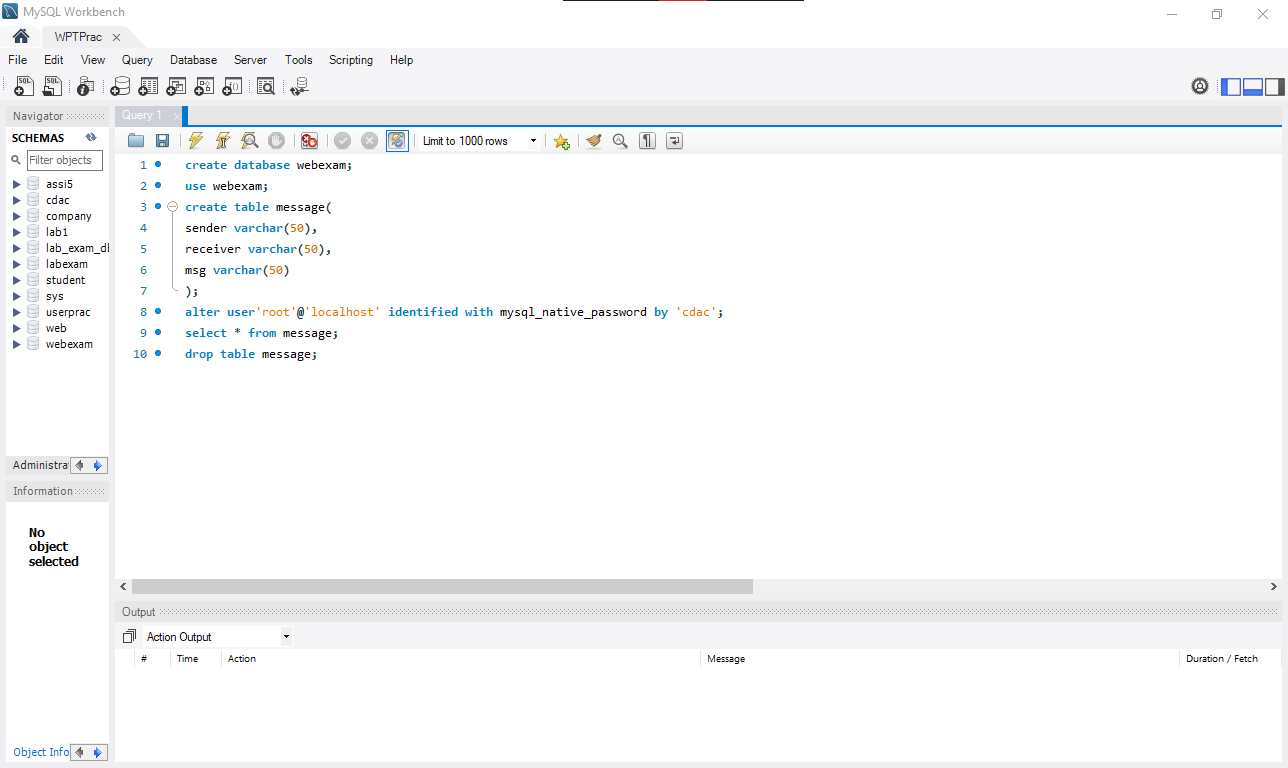 MySQL Workbench
WPTPrac
File Edit View Query Database Server Tools Scripting Help
Navigator
SCHEMAS
Filter objects
assi5
cdac
company
lab1
lab_exam_dl
labexam
student
sys
userprac
web
webexam
Administra
Information
No
object
selected
Object Info
Query 1
Limit to 1000 rows
1 create database webexam;
2 use webexam;
3 create table message(
4 sender varchar(50),
5 receiver varchar(50),
6 msg varchar(50)
7 );
8 alter user'root'@'localhost' identified with mysql_native_password by 'cdac';
9 select * from message;
10 drop table message;
Output
Action Output
# Time Action Message Duration / Fetch